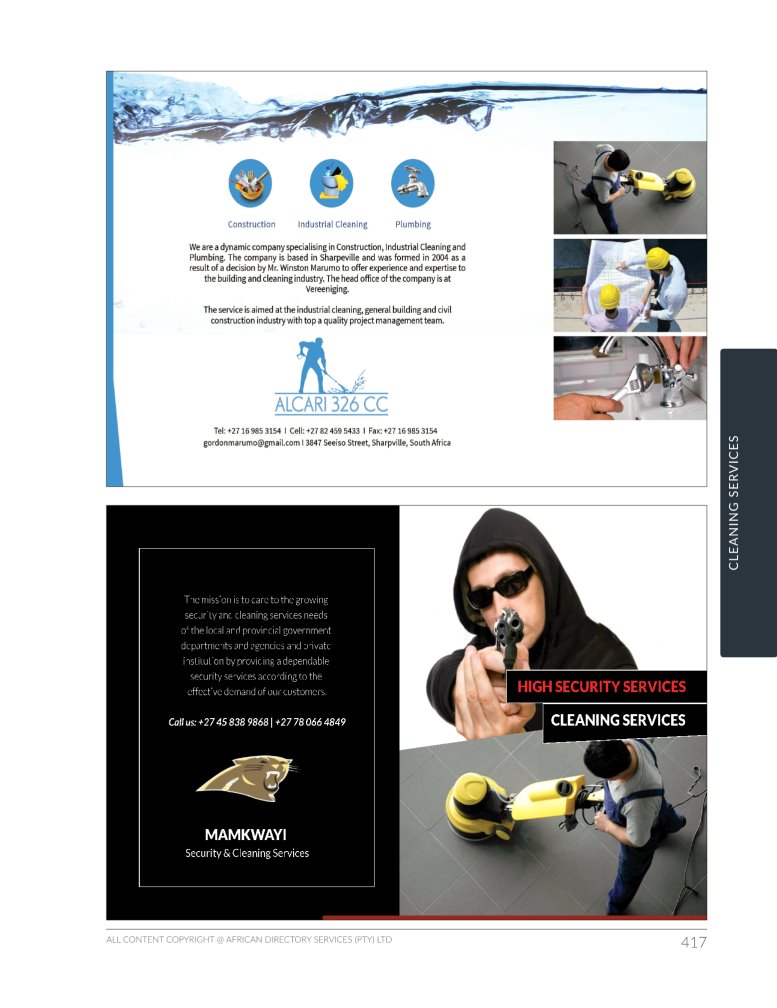 Construction
Industrial Cleaning
Plumbing
We are a dynamic company specialising in Construction, Industrial Cleaning and
Plumbing. The company is based in Sharpeville and was formed in 2004 as a
result of a decision by Mr. Winston Marumo to offer experience and expertise to
the building and cleaning industry. The head office of the company is at
Vereeniging.
The service is aimed at the industrial cleaning, general building and civil
construction industry with top a quality project management team.
ALCARI 326 CC
Tel: +27 16 985 3154 I Cell: +27 82 459 5433 I Fax: +27 16 985 3154
gordonmarumo@gmail.com I 3847 Seeiso Street, Sharpville, South Africa
CLEANING SERVICES
The mission is to care to the growing
security and cleaning services needs
of the local and provincial government
departments and agencies and private
institution by providing a dependable
security services according to the
effective demand of our customers.
Call us: +27 45 838 9868 | +27 78 066 4849
MAMKWAYI
Security & Cleaning Services
HIGH SECURITY SERVICES
CLEANING SERVICES
ALL CONTENT COPYRIGHT @ AFRICAN DIRECTORY SERVICES (PTY) LTD
417